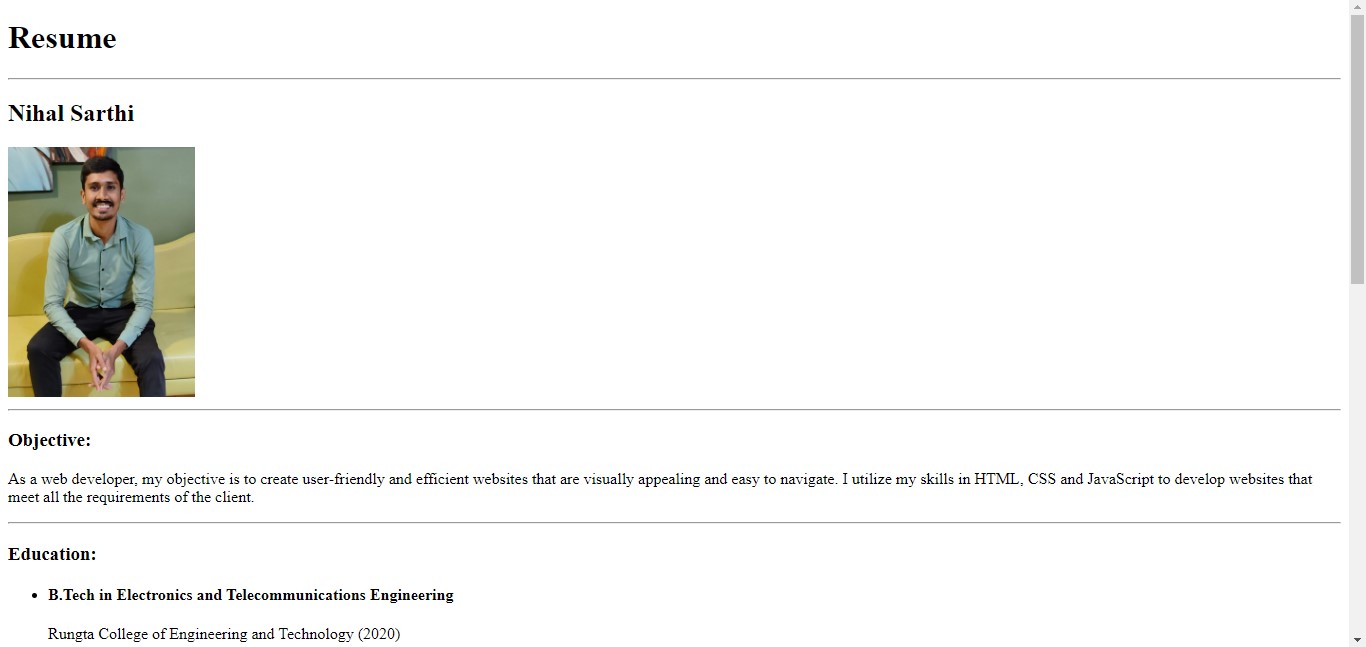 Resume
Nihal Sarthi
Objective:
As a web developer, my objective is to create user-friendly and efficient websites that are visually appealing and easy to navigate. I utilize my skills in HTML, CSS and JavaScript to develop websites that
meet all the requirements of the client.
Education:
• B.Tech in Electronics and Telecommunications Engineering
Rungta College of Engineering and Technology (2020)